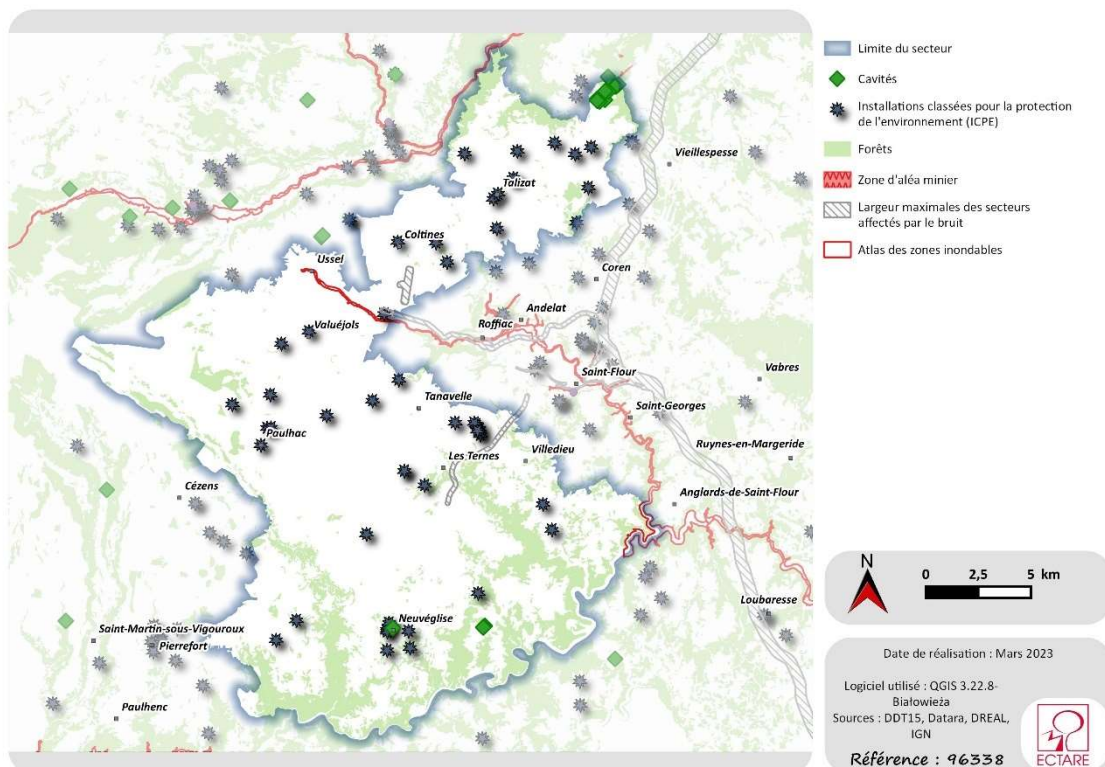 Limite du secteur
Cavités
Installations classées pour la protection
de l'environnement (ICPE)
Forêts
Zone d'aléa minier
Largeur maximales des secteurs
affectés par le bruit
Atlas des zones inondables
Vieillespesse
Talizat
Coltines
Ussel
Coren
Andelat
Roffiac
Valuéjols
Saint-Flour
Vabres
Tanavelle
Saint-Georges
Paulhac
Ruynes-en-Margeride
Les Ternes
Villedieu
Cézens
Anglards-de-Saint-Flour
Loubaresse
Neuvéglise
Saint-Martin-sous-Vigouroux
Pierrefort
Paulhenc
N
0 2,5 5 km
Date de réalisation : Mars 2023
Logiciel utilisé : QGIS 3.22.8-
Białowieża
Sources : DDT15, Datara, DREAL,
IGN
Référence : 96338
ECTARE